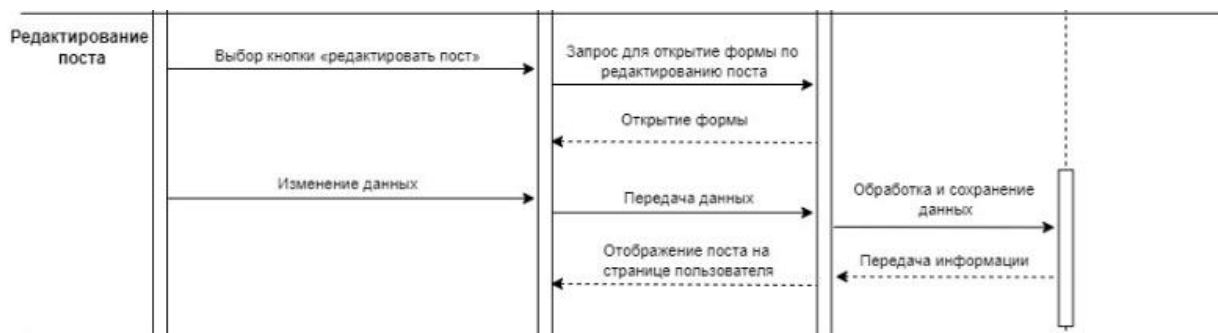 Редактирование
поста
Выбор кнопки «редактировать пост»
Запрос для открытие формы по
редактированию поста
Открытие формы
Изменение данных
Передача данных
Обработка и сохранение
данных
Отображение поста на
странице пользователя
Передача информации